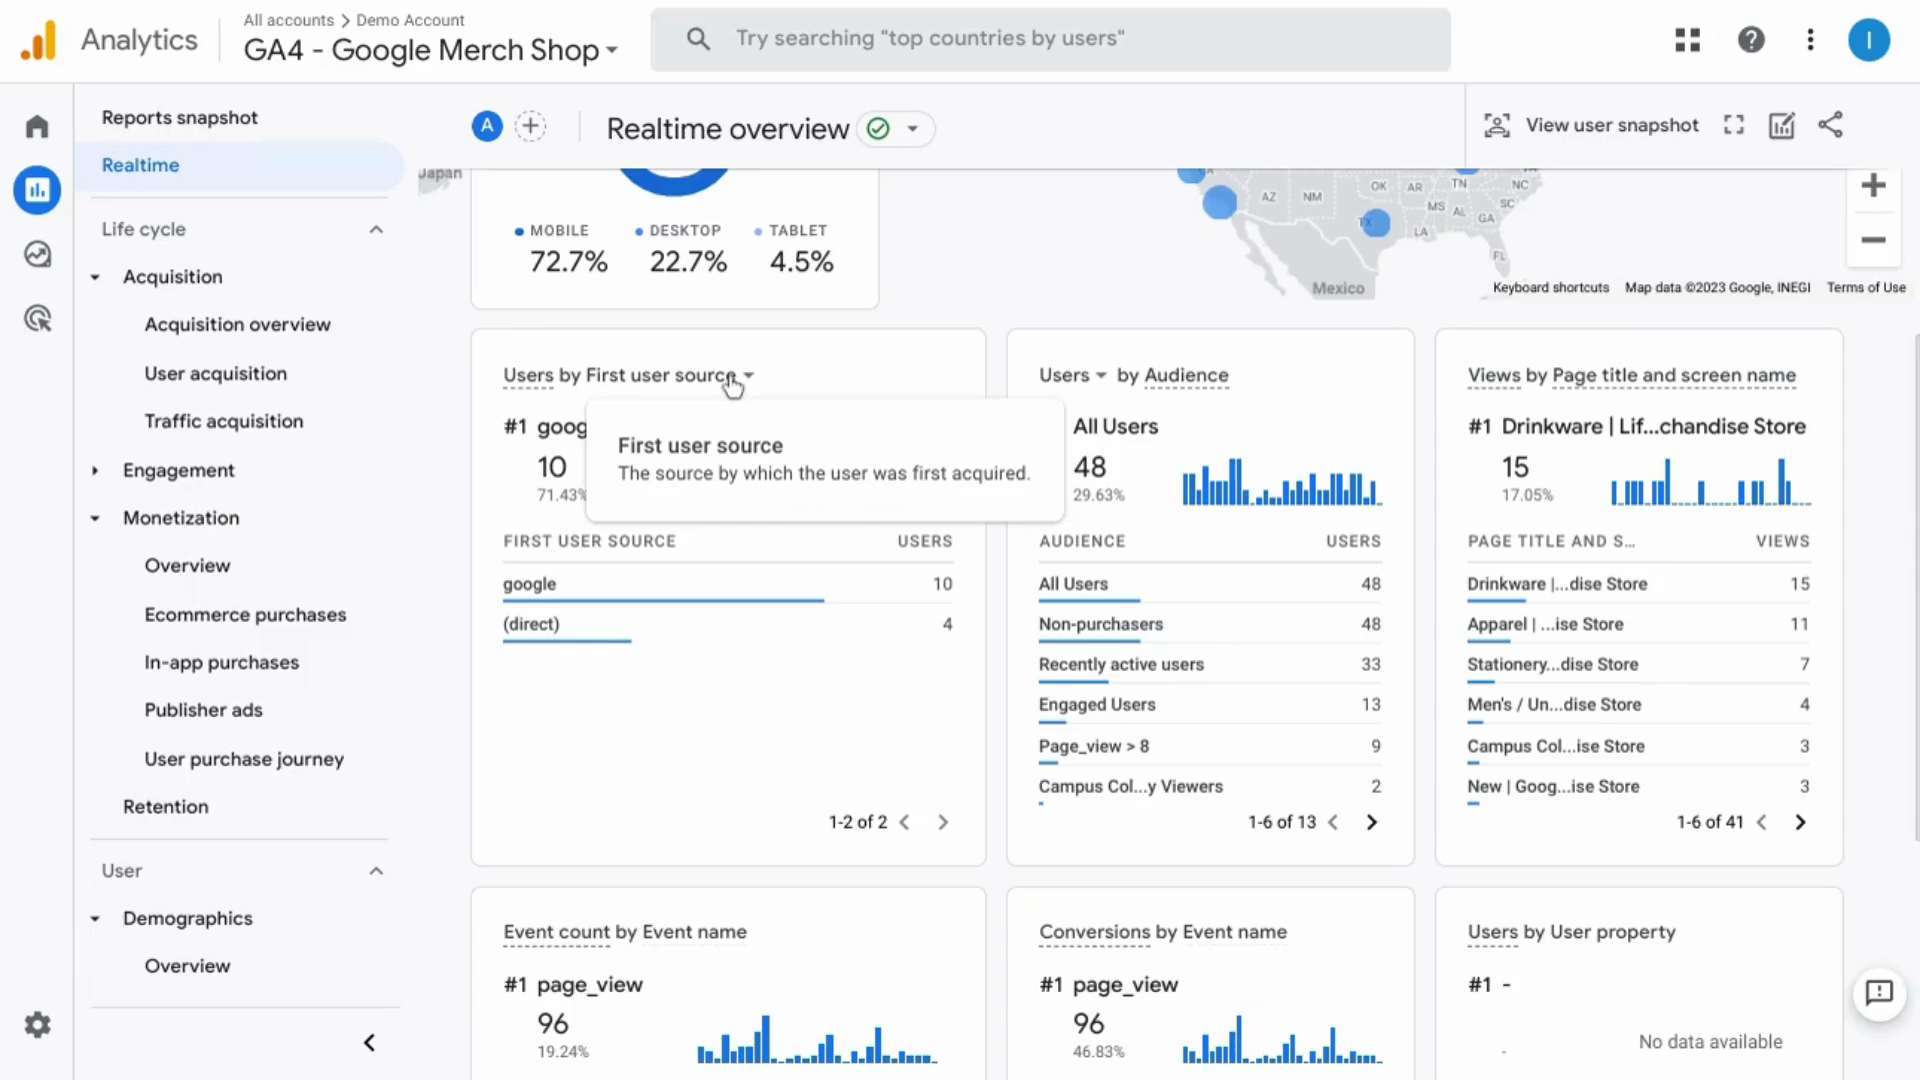 Analytics
All accounts > Demo Account
GA4 - Google Merch Shop
Try searching "top countries by users"
I
Reports snapshot
Realtime
Life cycle
Acquisition
Acquisition overview
User acquisition
Traffic acquisition
Engagement
Monetization
Overview
Ecommerce purchases
In-app purchases
Publisher ads
User purchase journey
Retention
User
Demographics
Overview
A
Realtime overview
View user snapshot
Japan
MOBILE
72.7%
DESKTOP
22.7%
TABLET
4.5%
AZ
NM
OK
AR
TN
NC
MS
AL
GA
SC
TX
LA
FL
Mexico
Keyboard shortcuts
Map data ©2023 Google, INEGI
Terms of Use
Users by First user source
#1 goog
10
71.43%
First user source
The source by which the user was first acquired.
FIRST USER SOURCE USERS
google 10
(direct) 4
1-2 of 2
Users by Audience
All Users
48
29.63%
AUDIENCE USERS
All Users 48
Non-purchasers 48
Recently active users 33
Engaged Users 13
Page_view > 8 9
Campus Col...y Viewers 2
1-6 of 13
Views by Page title and screen name
#1 Drinkware | Lif...chandise Store
15
17.05%
PAGE TITLE AND S... VIEWS
Drinkware |...dise Store 15
Apparel | ...ise Store 11
Stationery...dise Store 7
Men's / Un...dise Store 4
Campus Col...ise Store 3
New | Goog...ise Store 3
1-6 of 41
Event count by Event name
#1 page_view
96
19.24%
Conversions by Event name
#1 page_view
96
46.83%
Users by User property
#1 -
-
No data available